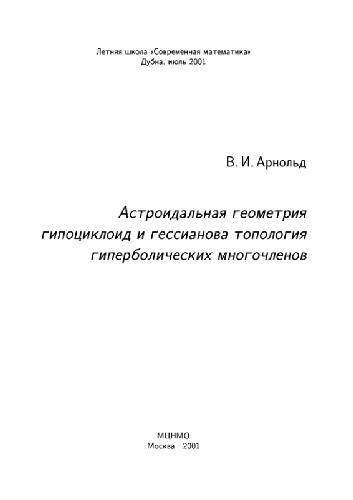 Летняя школа «Современная математика»
Дубна, июль 2001
В. И. Арнольд
Астроидальная геометрия
гипоциклоид и гессианова топология
гиперболических многочленов
МЦНМО
Москва 2001